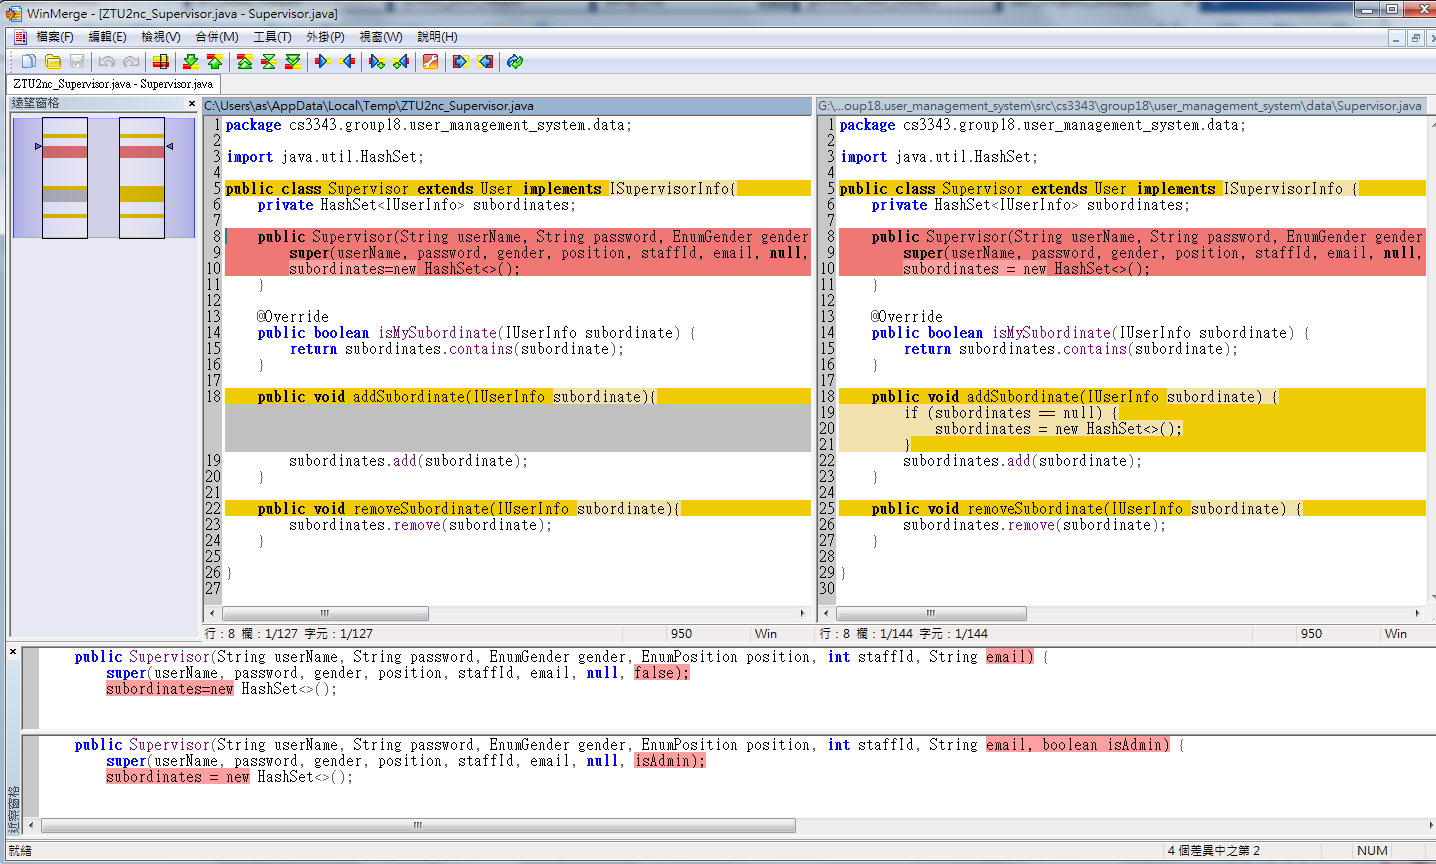 WinMerge - [ZTU2nc_Supervisor.java - Supervisor.java]
檔案(F) 編輯(E) 檢視(V) 合併(M) 工具(T) 外掛(P) 視窗(W) 說明(H)
ZTU2nc_Supervisor.java - Supervisor.java
遠望窗格
C:\Users\as\AppData\Local\Temp\ZTU2nc_Supervisor.java
1 package cs3343.group18.user_management_system.data;
2
3 import java.util.HashSet;
4
5 public class Supervisor extends User implements ISupervisorInfo{
6 private HashSet<IUserInfo> subordinates;
7
8 public Supervisor(String userName, String password, EnumGender gender
9 super(userName, password, gender, position, staffId, email, null,
10 subordinates=new HashSet<>();
11 }
12
13 @Override
14 public boolean isMySubordinate(IUserInfo subordinate) {
15 return subordinates.contains(subordinate);
16 }
17
18 public void addSubordinate(IUserInfo subordinate){
19 subordinates.add(subordinate);
20 }
21
22 public void removeSubordinate(IUserInfo subordinate){
23 subordinates.remove(subordinate);
24 }
25
26 }
27
行：8 欄：1/127 字元：1/127 950 Win
G:\...oup18.user_management_system\src\cs3343\group18\user_management_system\data\Supervisor.java
1 package cs3343.group18.user_management_system.data;
2
3 import java.util.HashSet;
4
5 public class Supervisor extends User implements ISupervisorInfo {
6 private HashSet<IUserInfo> subordinates;
7
8 public Supervisor(String userName, String password, EnumGender gender
9 super(userName, password, gender, position, staffId, email, null,
10 subordinates = new HashSet<>();
11 }
12
13 @Override
14 public boolean isMySubordinate(IUserInfo subordinate) {
15 return subordinates.contains(subordinate);
16 }
17
18 public void addSubordinate(IUserInfo subordinate) {
19 if (subordinates == null) {
20 subordinates = new HashSet<>();
21 }
22 subordinates.add(subordinate);
23 }
24
25 public void removeSubordinate(IUserInfo subordinate) {
26 subordinates.remove(subordinate);
27 }
28
29 }
30
行：8 欄：1/144 字元：1/144 950 Win
public Supervisor(String userName, String password, EnumGender gender, EnumPosition position, int staffId, String email) {
super(userName, password, gender, position, staffId, email, null, false);
subordinates=new HashSet<>();
public Supervisor(String userName, String password, EnumGender gender, EnumPosition position, int staffId, String email, boolean isAdmin) {
super(userName, password, gender, position, staffId, email, null, isAdmin);
subordinates = new HashSet<>();
近察窗格
就緒 4 個差異中之第 2 NUM